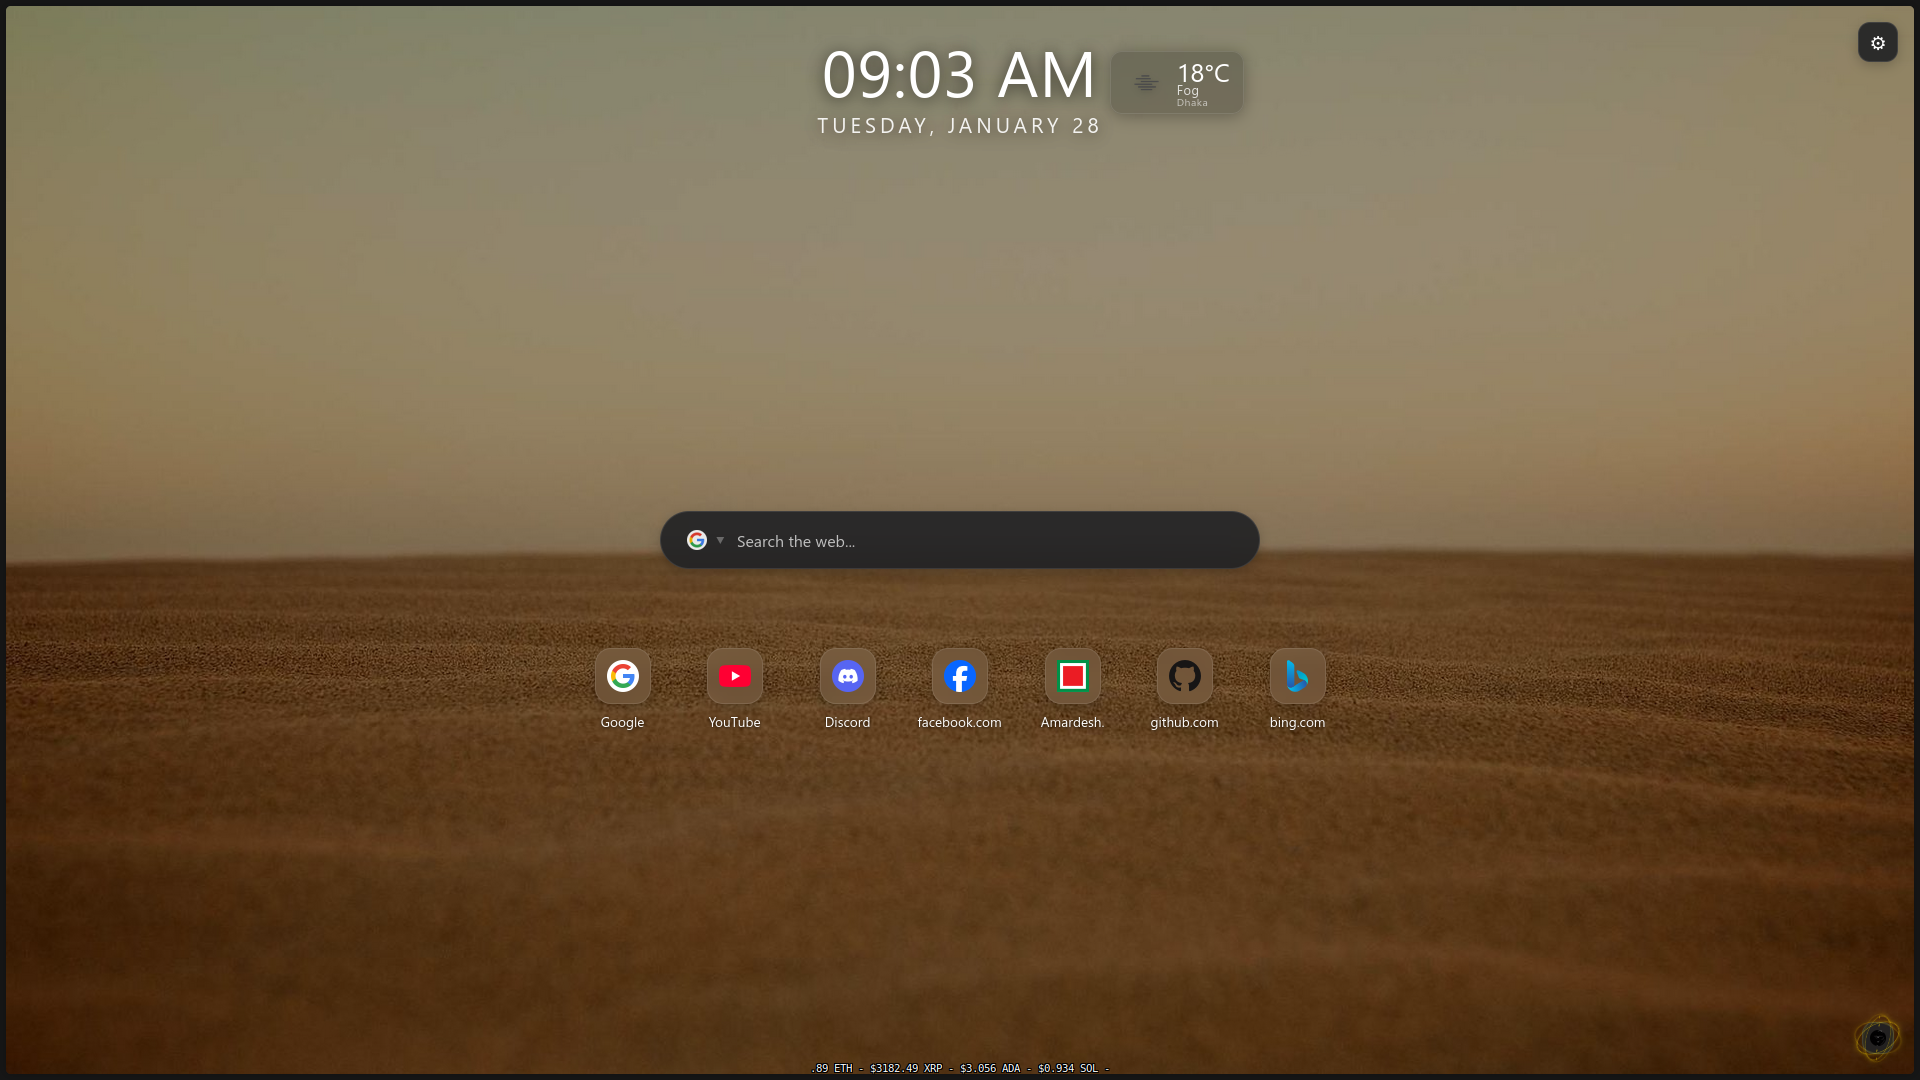 09:03 AM
18°C
Fog
Dhaka
TUESDAY, JANUARY 28
Search the web...
Google
YouTube
Discord
facebook.com
Amardesh.
github.com
bing.com
.89 ETH - $3182.49 XRP - $3.056 ADA - $0.934 SOL -